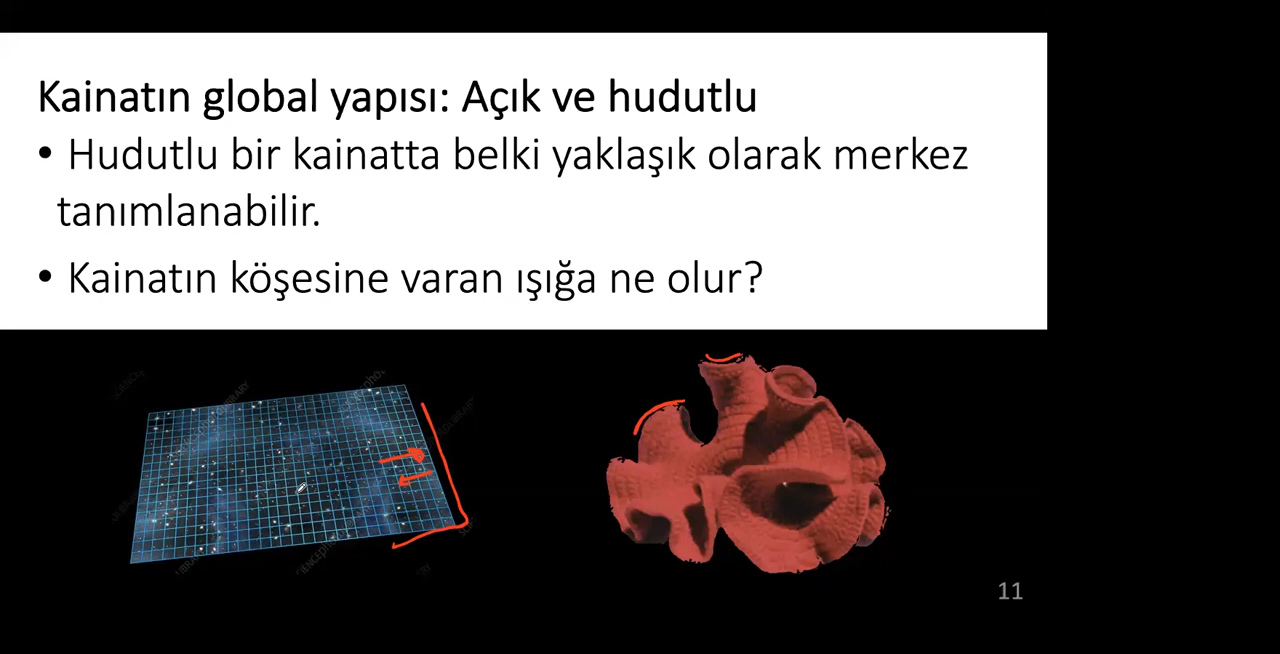 Kainatın global yapısı: Açık ve hudutlu
• Hudutlu bir kainatta belki yaklaşık olarak merkez
tanımlanabilir.
• Kainatın köşesine varan ışığa ne olur?
11